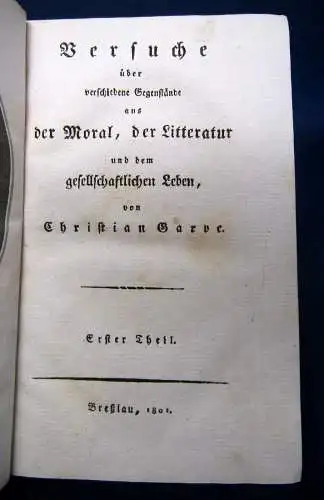 Versuche
über
verschiedene Gegenstände
aus
der Moral, der Litteratur
und dem
gesellschaftlichen Leben,
von
Christian Garve.
Erster Theil.
Breßlau, 1801.